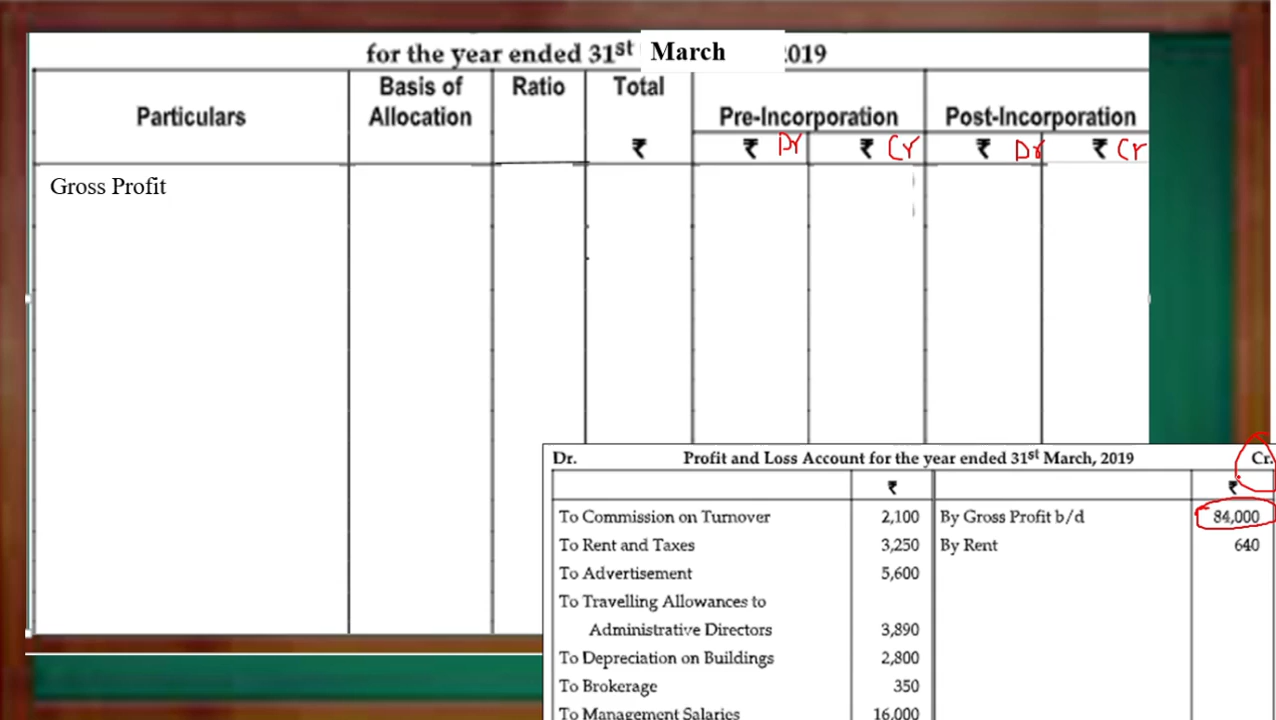 for the year ended 31st March 2019
Particulars
Basis of
Allocation
Ratio
Total
₹
Pre-Incorporation
₹ Dr ₹ Cr
Post-Incorporation
₹ Dr ₹ Cr
Gross Profit
Dr. Profit and Loss Account for the year ended 31st March, 2019 Cr.
₹ ₹
To Commission on Turnover 2,100 By Gross Profit b/d 84,000
To Rent and Taxes 3,250 By Rent 640
To Advertisement 5,600
To Travelling Allowances to
Administrative Directors 3,890
To Depreciation on Buildings 2,800
To Brokerage 350
To Management Salaries 16,000